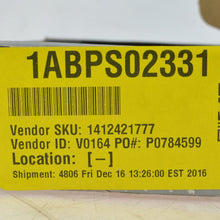 1ABPS02331
Vendor SKU: 1412421777
Vendor ID: V0164 PO#: P0784599
Location: [-]
Shipment: 4806 Fri Dec 16 13:26:00 EST 2016